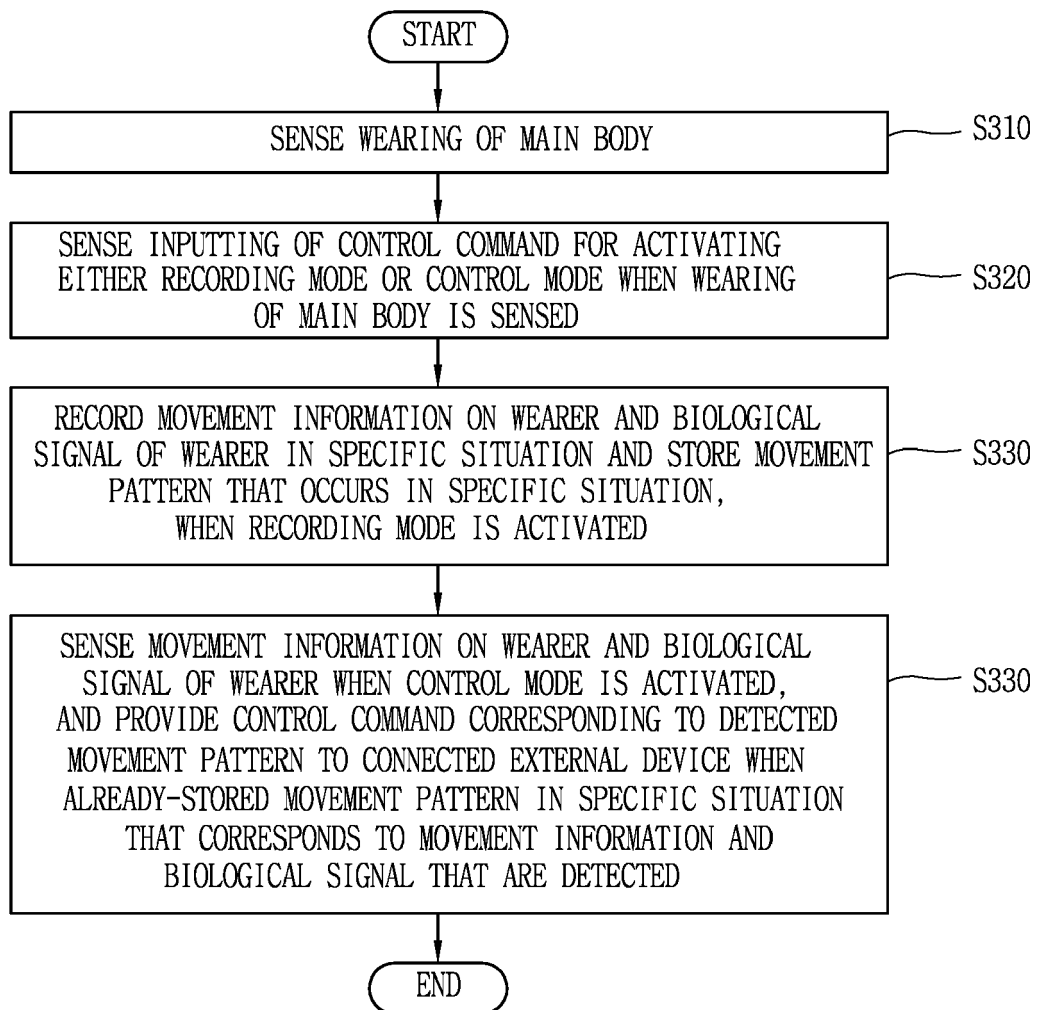 START
SENSE WEARING OF MAIN BODY
S310
SENSE INPUTTING OF CONTROL COMMAND FOR ACTIVATING
EITHER RECORDING MODE OR CONTROL MODE WHEN WEARING
OF MAIN BODY IS SENSED
S320
RECORD MOVEMENT INFORMATION ON WEARER AND BIOLOGICAL
SIGNAL OF WEARER IN SPECIFIC SITUATION AND STORE MOVEMENT
PATTERN THAT OCCURS IN SPECIFIC SITUATION,
WHEN RECORDING MODE IS ACTIVATED
S330
SENSE MOVEMENT INFORMATION ON WEARER AND BIOLOGICAL
SIGNAL OF WEARER WHEN CONTROL MODE IS ACTIVATED,
AND PROVIDE CONTROL COMMAND CORRESPONDING TO DETECTED
MOVEMENT PATTERN TO CONNECTED EXTERNAL DEVICE WHEN
ALREADY-STORED MOVEMENT PATTERN IN SPECIFIC SITUATION
THAT CORRESPONDS TO MOVEMENT INFORMATION AND
BIOLOGICAL SIGNAL THAT ARE DETECTED
S330
END